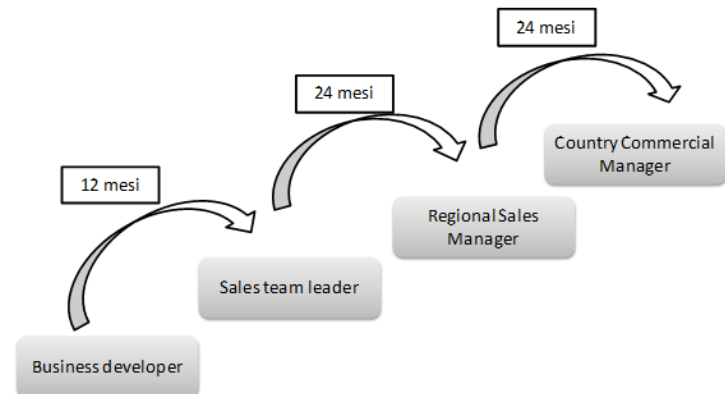 24 mesi
24 mesi
Country Commercial
Manager
12 mesi
Regional Sales
Manager
Sales team leader
Business developer